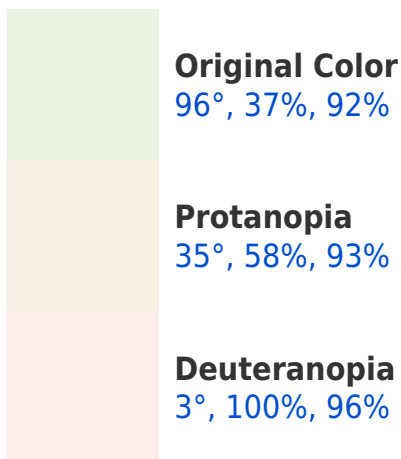 Original Color
96°, 37%, 92%
Protanopia
35°, 58%, 93%
Deuteranopia
3°, 100%, 96%